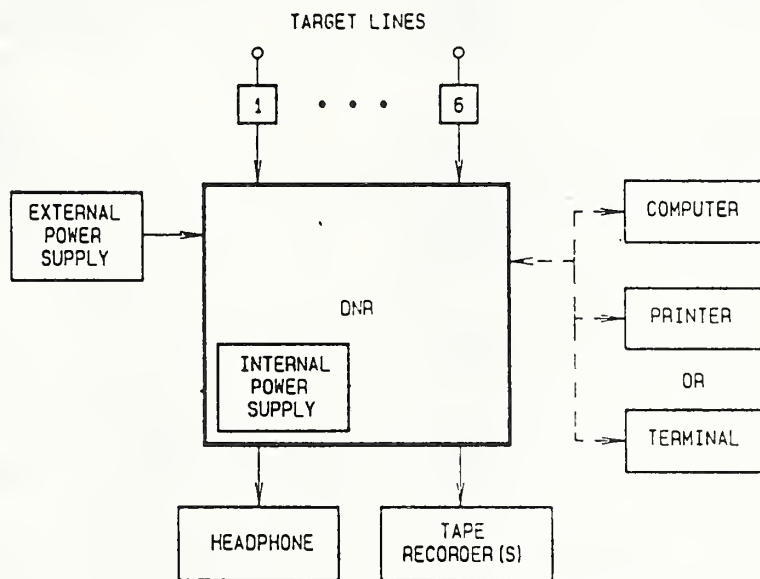 TARGET LINES
1 • • • 6
EXTERNAL
POWER
SUPPLY
DNR
INTERNAL
POWER
SUPPLY
COMPUTER
PRINTER
OR
TERMINAL
HEADPHONE
TAPE
RECORDER(S)